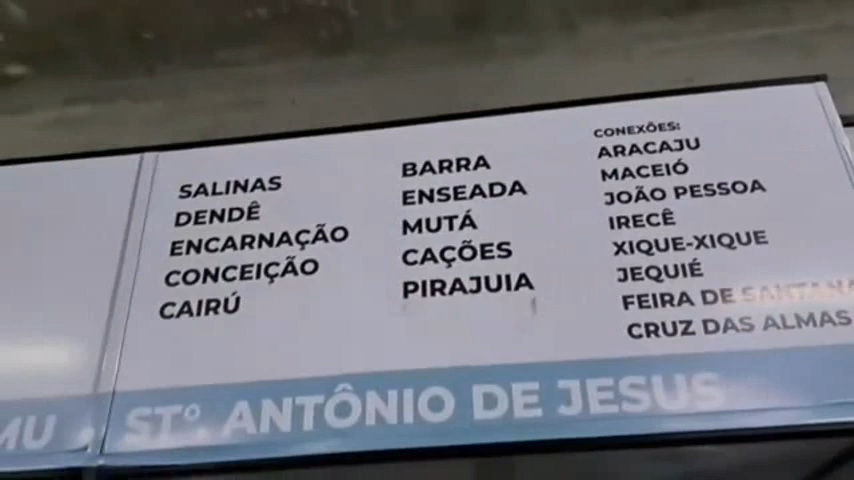 SALINAS
DENDÊ
ENCARNAÇÃO
CONCEIÇÃO
CAIRÚ
BARRA
ENSEADA
MUTÁ
CAÇÕES
PIRAJUIA
CONEXÕES:
ARACAJU
MACEIÓ
JOÃO PESSOA
IRECÊ
XIQUE-XIQUE
JEQUIÉ
FEIRA DE SANTANA
CRUZ DAS ALMAS
MU
STº. ANTÔNIO DE JESUS